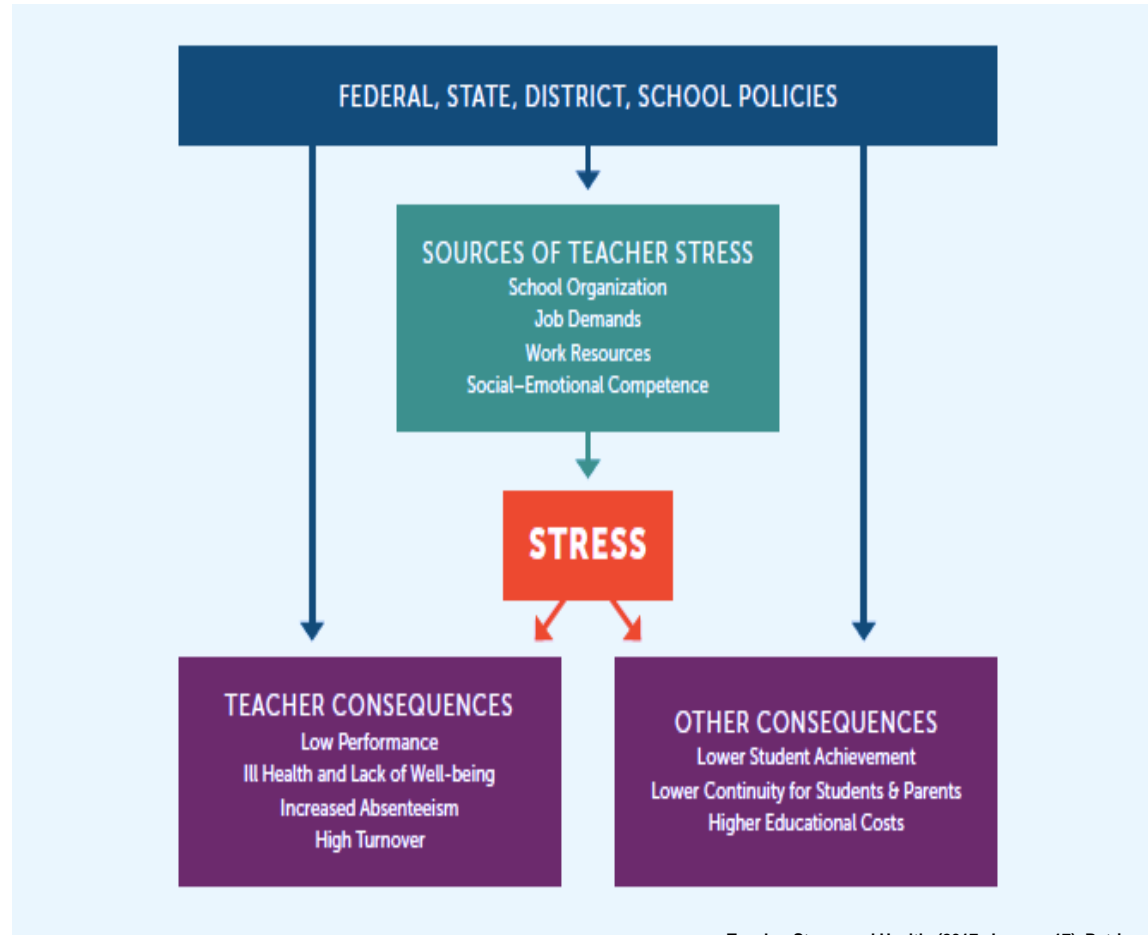 FEDERAL, STATE, DISTRICT, SCHOOL POLICIES
SOURCES OF TEACHER STRESS
School Organization
Job Demands
Work Resources
Social–Emotional Competence
STRESS
TEACHER CONSEQUENCES
Low Performance
Ill Health and Lack of Well-being
Increased Absenteeism
High Turnover
OTHER CONSEQUENCES
Lower Student Achievement
Lower Continuity for Students & Parents
Higher Educational Costs